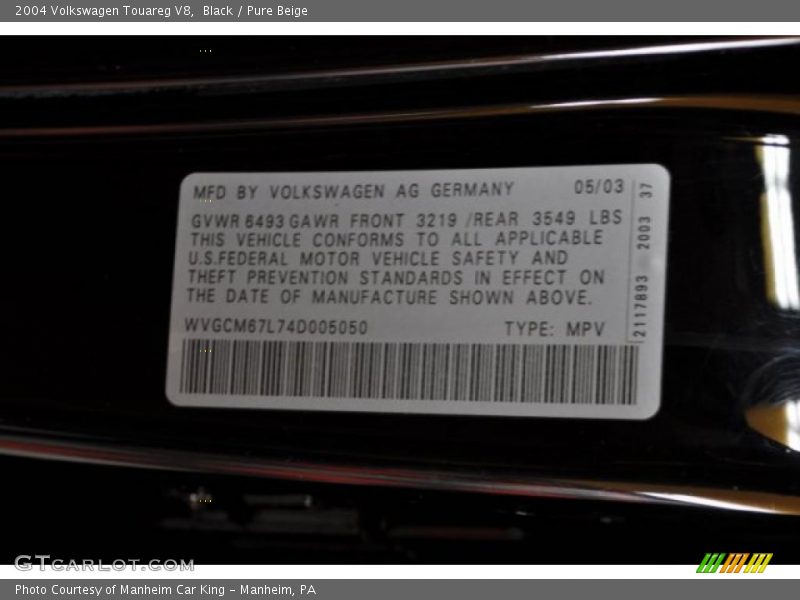 2004 Volkswagen Touareg V8, Black / Pure Beige
MFD BY VOLKSWAGEN AG GERMANY 05/03
GVWR 6493 GAWR FRONT 3219 /REAR 3549 LBS
THIS VEHICLE CONFORMS TO ALL APPLICABLE
U.S.FEDERAL MOTOR VEHICLE SAFETY AND
THEFT PREVENTION STANDARDS IN EFFECT ON
THE DATE OF MANUFACTURE SHOWN ABOVE.
WVGCM67L74D005050 TYPE: MPV
2117893 2003 37
GTcarlot.com
Photo Courtesy of Manheim Car King - Manheim, PA